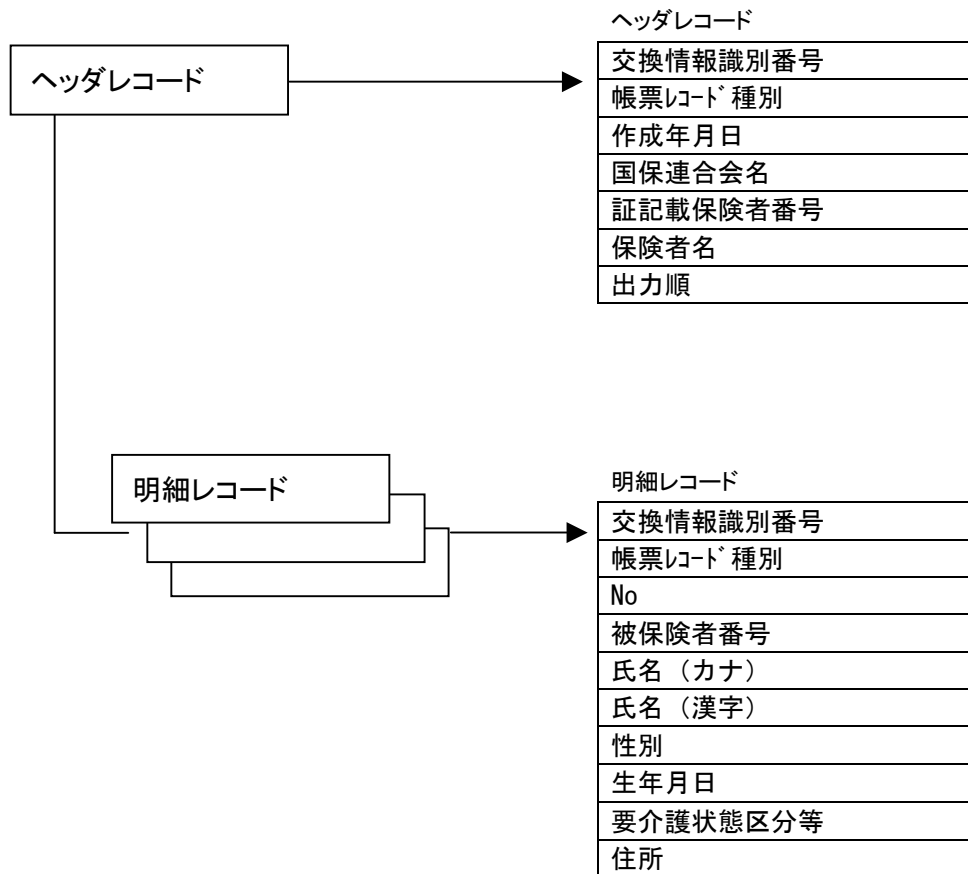 ヘッダレコード
ヘッダレコード
交換情報識別番号
帳票ﾚｺｰﾄﾞ種別
作成年月日
国保連合会名
証記載保険者番号
保険者名
出力順
明細レコード
明細レコード
交換情報識別番号
帳票ﾚｺｰﾄﾞ種別
No
被保険者番号
氏名（カナ）
氏名（漢字）
性別
生年月日
要介護状態区分等
住所